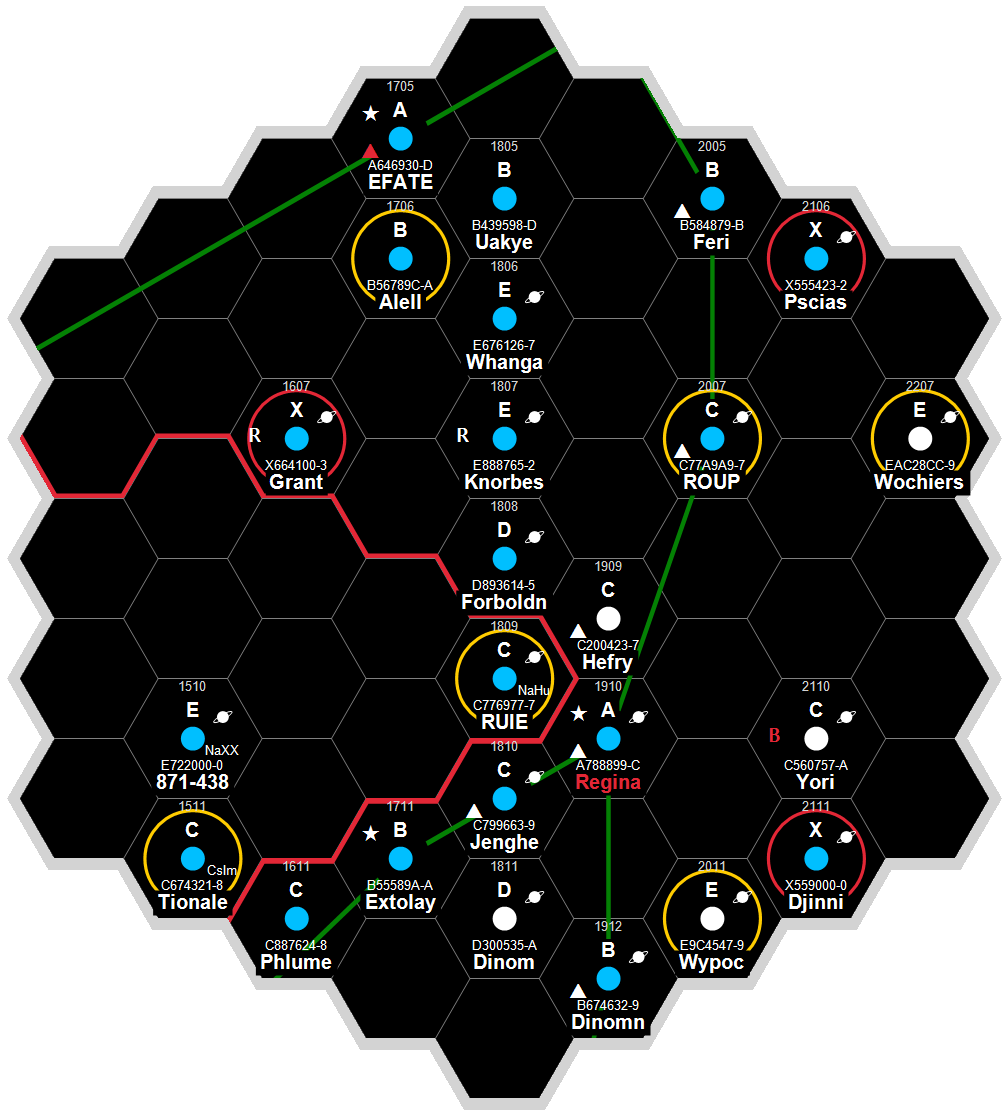 1705
A
A646930-D
EFATE
1805
B
B439598-D
Uakye
2005
B
B584879-B
Feri
1706
B
B56789C-A
Alell
2106
X
X555423-2
Pscias
1806
E
E676126-7
Whanga
1607
X
R
X664100-3
Grant
1807
E
R
E888765-2
Knorbes
2007
C
C77A9A9-7
ROUP
2207
E
EAC28CC-9
Wochiers
1808
D
D893614-5
Forboldn
1909
C
C200423-7
Hefry
1809
C
NaHu
C776977-7
RUIE
1510
E
NaXX
E722000-0
871-438
1910
A
A788899-C
Regina
2110
C
B
C560757-A
Yori
1810
C
C799663-9
Jenghe
1511
C
CsIm
C674321-8
Tionale
1711
B
B55589A-A
Extolay
2111
X
X559000-0
Djinni
1611
C
C887624-8
Phlume
1811
D
D300535-A
Dinom
2011
E
E9C4547-9
Wypoc
1912
B
B674632-9
Dinomn